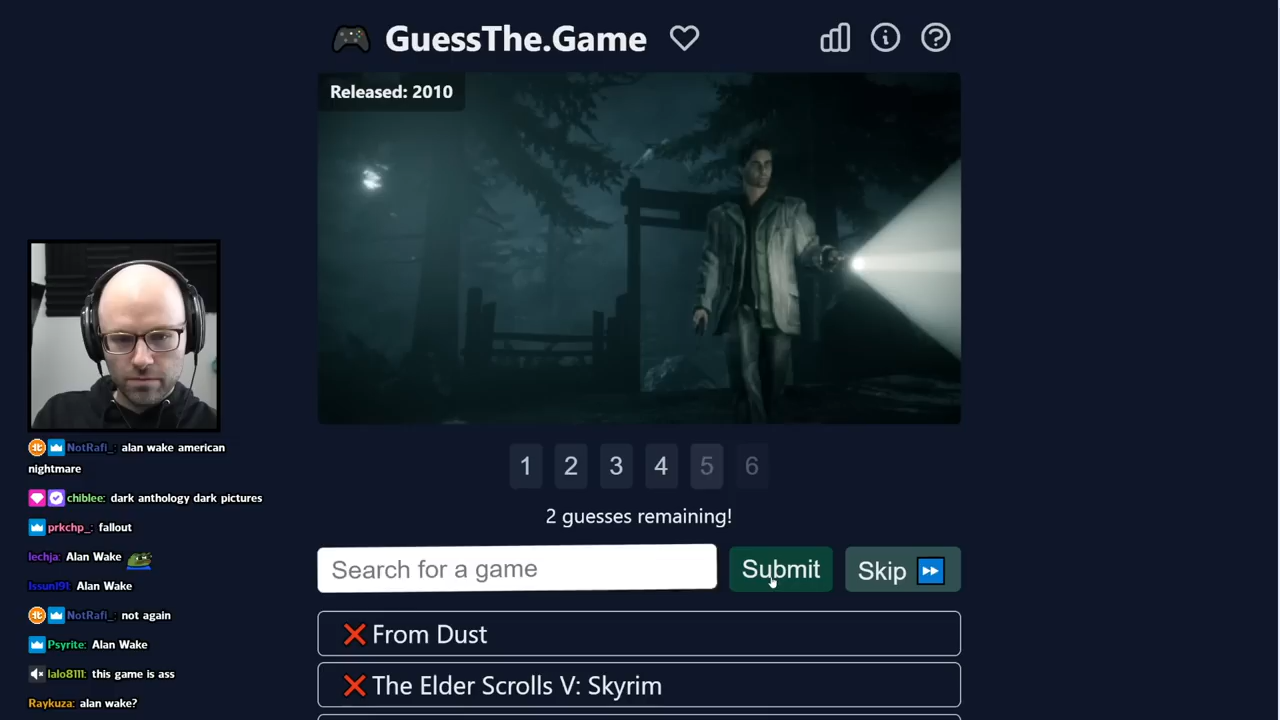 GuessThe.Game
Released: 2010
1 2 3 4 5 6
2 guesses remaining!
Search for a game
Submit
Skip
From Dust
The Elder Scrolls V: Skyrim
NotRafi_: alan wake american
nightmare
chiblee: dark anthology dark pictures
prkchp_: fallout
lechja: Alan Wake
Issun191: Alan Wake
NotRafi_: not again
Psyrite: Alan Wake
lalo8111: this game is ass
Raykuza: alan wake?